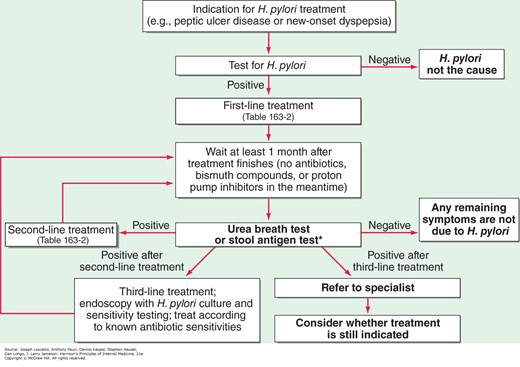 Indication for H. pylori treatment
(e.g., peptic ulcer disease or new-onset dyspepsia)
Test for H. pylori
Negative
H. pylori
not the cause
Positive
First-line treatment
(Table 163-2)
Wait at least 1 month after
treatment finishes (no antibiotics,
bismuth compounds, or proton
pump inhibitors in the meantime)
Second-line treatment
(Table 163-2)
Positive
Urea breath test
or stool antigen test*
Negative
Any remaining
symptoms are not
due to H. pylori
Positive after
second-line treatment
Positive after
third-line treatment
Third-line treatment;
endoscopy with H. pylori culture and
sensitivity testing; treat according
to known antibiotic sensitivities
Refer to specialist
Consider whether treatment
is still indicated
Source: Joseph Loscalzo, Anthony Fauci, Dennis Kasper, Stephen Hauser,
Dan Longo, J. Larry Jameson: Harrison's Principles of Internal Medicine, 21e
Copyright © McGraw Hill. All rights reserved.